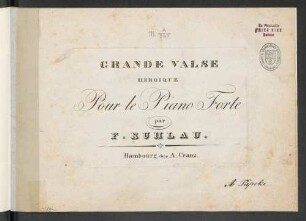 GRANDE VALSE
HEROIQUE
Pour le Piano Forte
par
F. KUHLAU.
Hambourg chez A. Cranz.